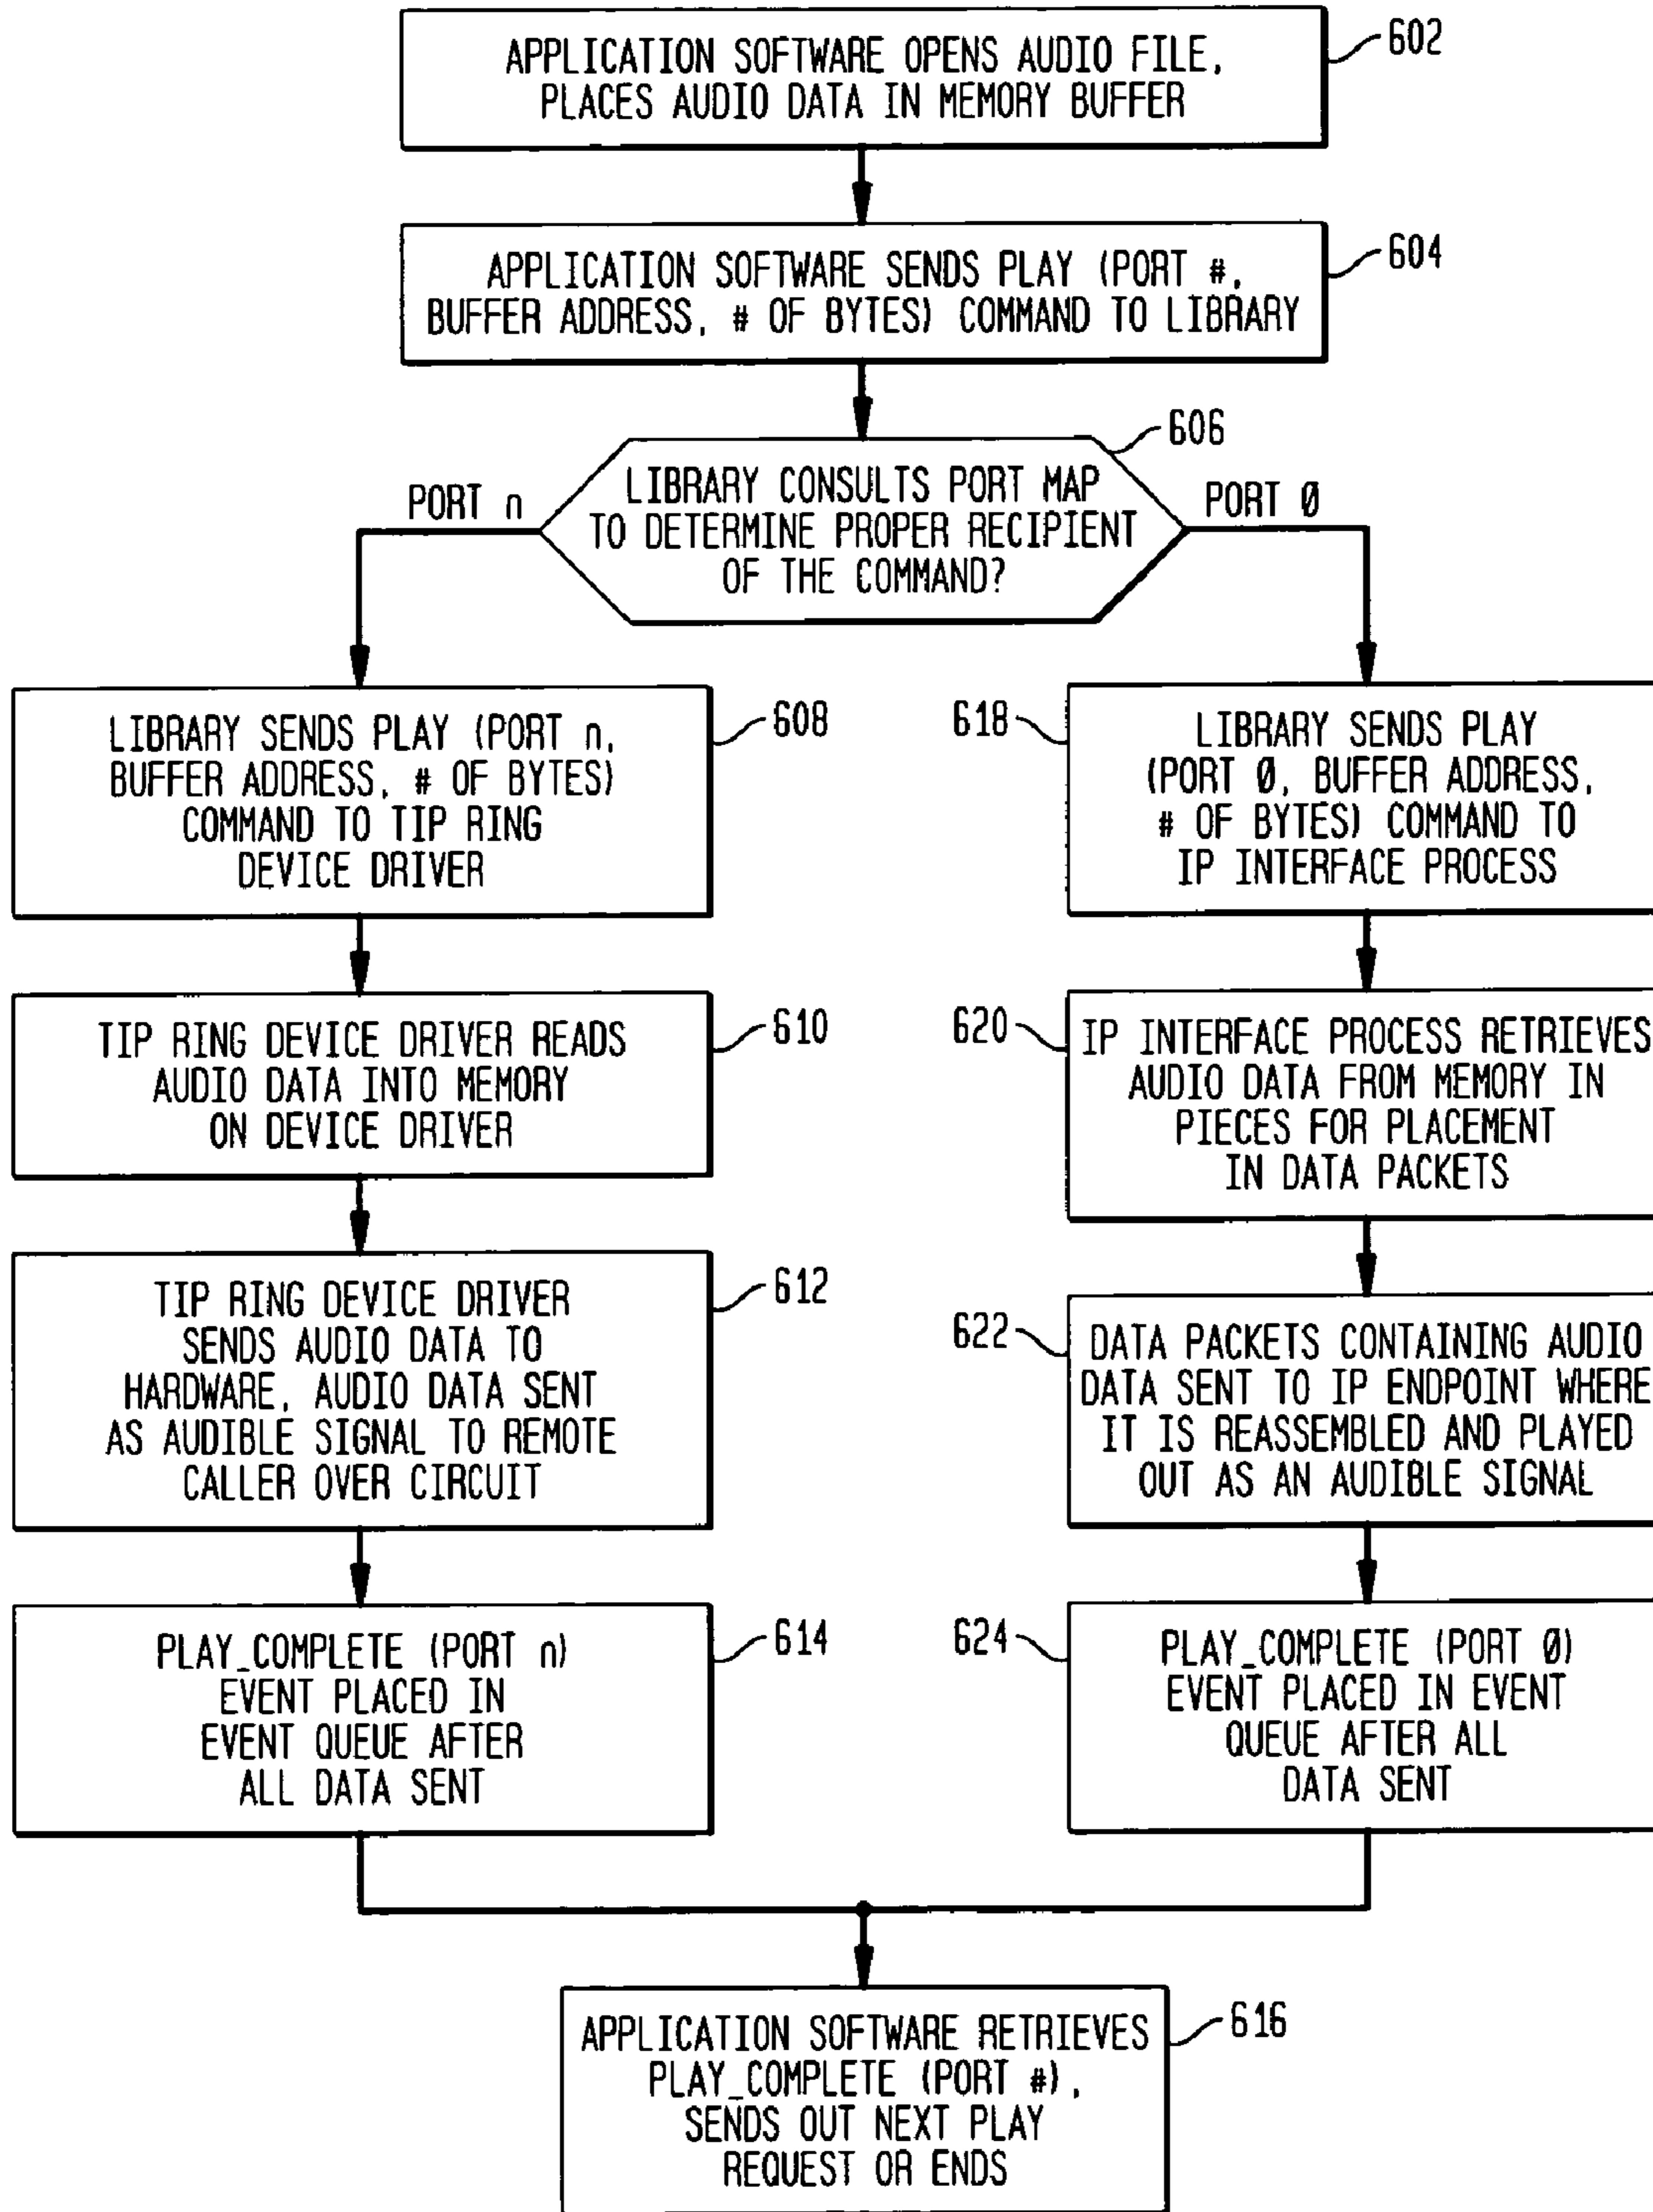 APPLICATION SOFTWARE OPENS AUDIO FILE,
PLACES AUDIO DATA IN MEMORY BUFFER
602
APPLICATION SOFTWARE SENDS PLAY (PORT #,
BUFFER ADDRESS, # OF BYTES) COMMAND TO LIBRARY
604
606
LIBRARY CONSULTS PORT MAP
TO DETERMINE PROPER RECIPIENT
OF THE COMMAND?
PORT n
PORT Ø
LIBRARY SENDS PLAY (PORT n,
BUFFER ADDRESS, # OF BYTES)
COMMAND TO TIP RING
DEVICE DRIVER
608
618
LIBRARY SENDS PLAY
(PORT Ø, BUFFER ADDRESS,
# OF BYTES) COMMAND TO
IP INTERFACE PROCESS
TIP RING DEVICE DRIVER READS
AUDIO DATA INTO MEMORY
ON DEVICE DRIVER
610
620
IP INTERFACE PROCESS RETRIEVES
AUDIO DATA FROM MEMORY IN
PIECES FOR PLACEMENT
IN DATA PACKETS
TIP RING DEVICE DRIVER
SENDS AUDIO DATA TO
HARDWARE, AUDIO DATA SENT
AS AUDIBLE SIGNAL TO REMOTE
CALLER OVER CIRCUIT
612
622
DATA PACKETS CONTAINING AUDIO
DATA SENT TO IP ENDPOINT WHERE
IT IS REASSEMBLED AND PLAYED
OUT AS AN AUDIBLE SIGNAL
PLAY_COMPLETE (PORT n)
EVENT PLACED IN
EVENT QUEUE AFTER
ALL DATA SENT
614
624
PLAY_COMPLETE (PORT Ø)
EVENT PLACED IN EVENT
QUEUE AFTER ALL
DATA SENT
APPLICATION SOFTWARE RETRIEVES
PLAY_COMPLETE (PORT #),
SENDS OUT NEXT PLAY
REQUEST OR ENDS
616